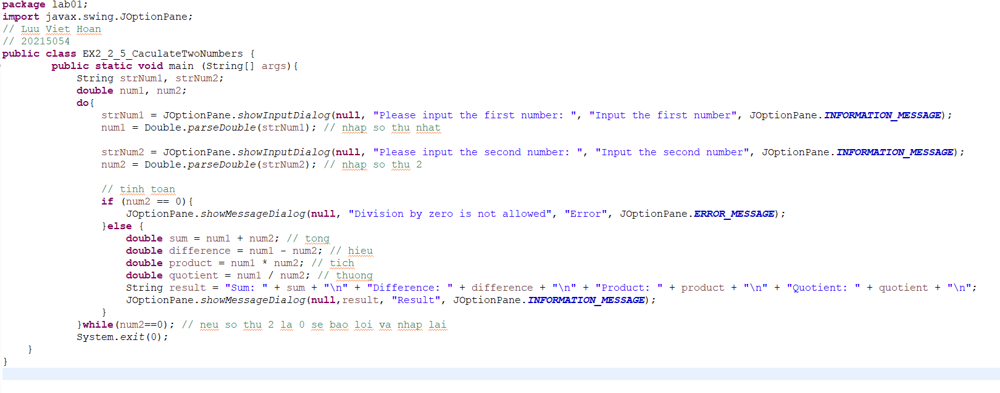 package lab01;
import javax.swing.JOptionPane;
// Luu Viet Hoan
// 20215054
public class EX2_2_5_CaculateTwoNumbers {
public static void main (String[] args){
String strNum1, strNum2;
double num1, num2;
do{
strNum1 = JOptionPane.showInputDialog(null, "Please input the first number: ", "Input the first number", JOptionPane.INFORMATION_MESSAGE);
num1 = Double.parseDouble(strNum1); // nhap so thu nhat
strNum2 = JOptionPane.showInputDialog(null, "Please input the second number: ", "Input the second number", JOptionPane.INFORMATION_MESSAGE);
num2 = Double.parseDouble(strNum2); // nhap so thu 2
// tinh toan
if (num2 == 0){
JOptionPane.showMessageDialog(null, "Division by zero is not allowed", "Error", JOptionPane.ERROR_MESSAGE);
}else {
double sum = num1 + num2; // tong
double difference = num1 - num2; // hieu
double product = num1 * num2; // tich
double quotient = num1 / num2; // thuong
String result = "Sum: " + sum + "\n" + "Difference: " + difference + "\n" + "Product: " + product + "\n" + "Quotient: " + quotient + "\n";
JOptionPane.showMessageDialog(null,result, "Result", JOptionPane.INFORMATION_MESSAGE);
}
}while(num2==0); // neu so thu 2 la 0 se bao loi va nhap lai
System.exit(0);
}
}